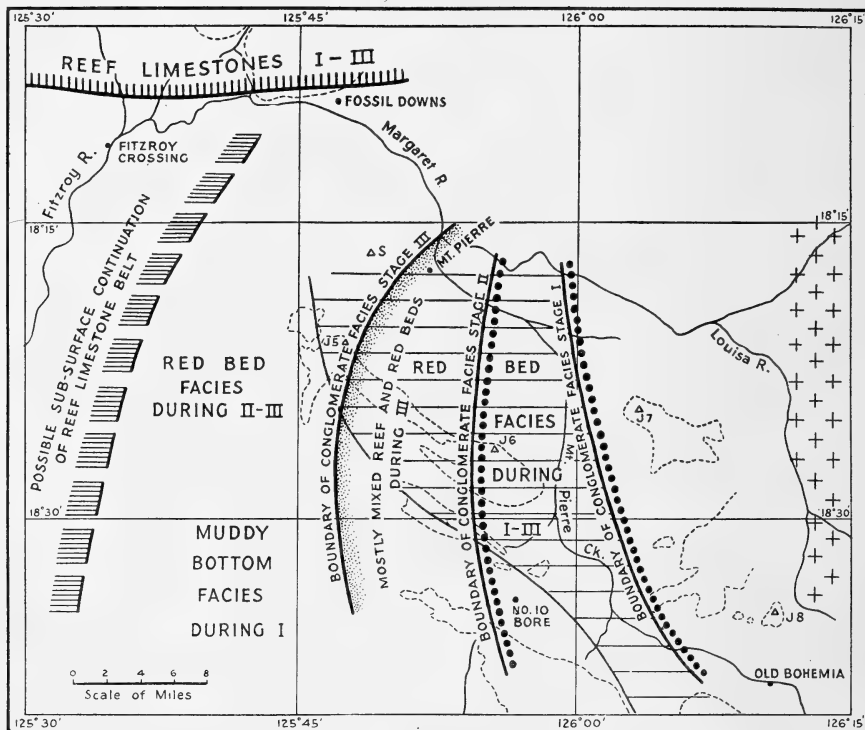 125°30'
125°45'
126°00'
126°15'
REEF LIMESTONES I-III
FOSSIL DOWNS
FITZROY
CROSSING
Fitzroy R.
Margaret R
18°15'
18°15'
POSSIBLE SUB-SURFACE CONTINUATION
OF REEF LIMESTONE BELT
S
MT. PIERRE
J5
RED BED
FACIES
DURING II-III
BOUNDARY OF CONGLOMERATE FACIES STAGE III
MOSTLY MIXED REEF AND RED BEDS
DURING III
BOUNDARY OF CONGLOMERATE FACIES STAGE II
RED BED
FACIES
DURING
I-III
J6
Mt Pierre
Ck.
BOUNDARY OF CONGLOMERATE FACIES STAGE I
Louisa R.
J7
18°30'
18°30'
MUDDY
BOTTOM
FACIES
DURING I
NO. 10
BORE
J8
OLD BOHEMIA
0 2 4 6 8
Scale of Miles
125°30'
125°45'
126°00'
126°15'